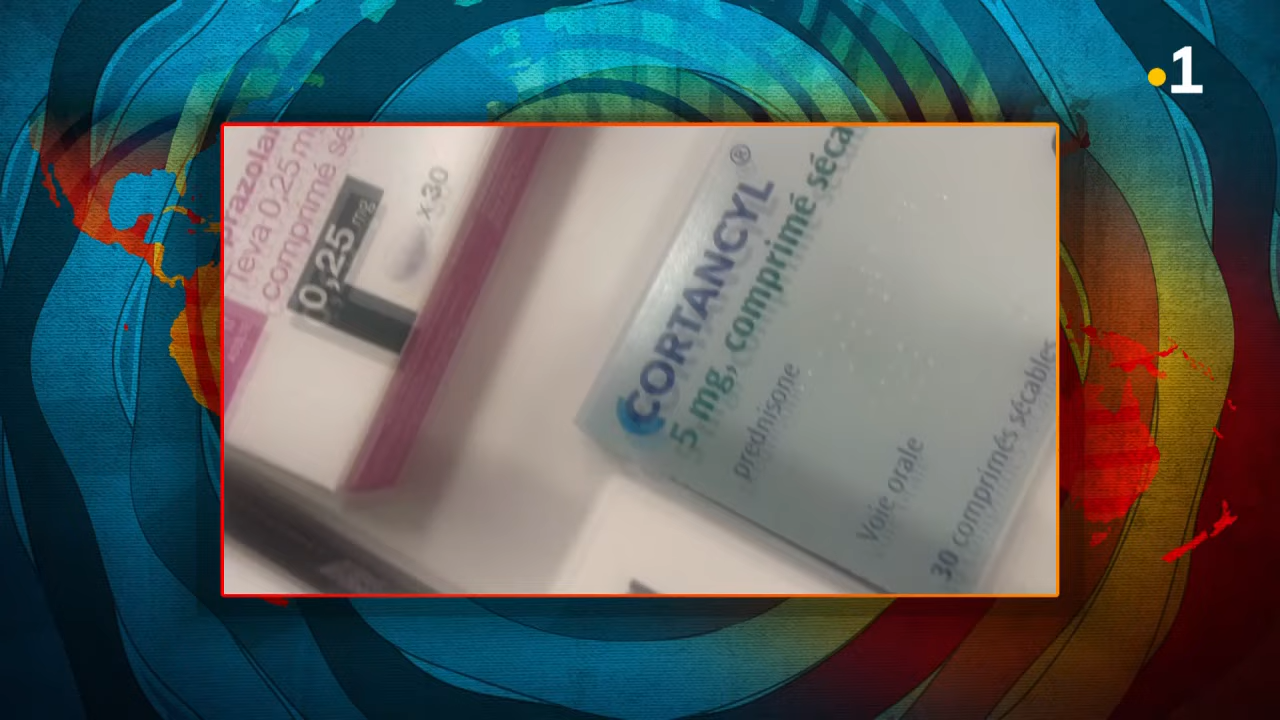 prazolam
Teva 0,25 mg
comprimé sé
0,25 mg
x 30
CORTANCYL®
5 mg, comprimé séca
prednisone
Voie orale
30 comprimés sécables
1